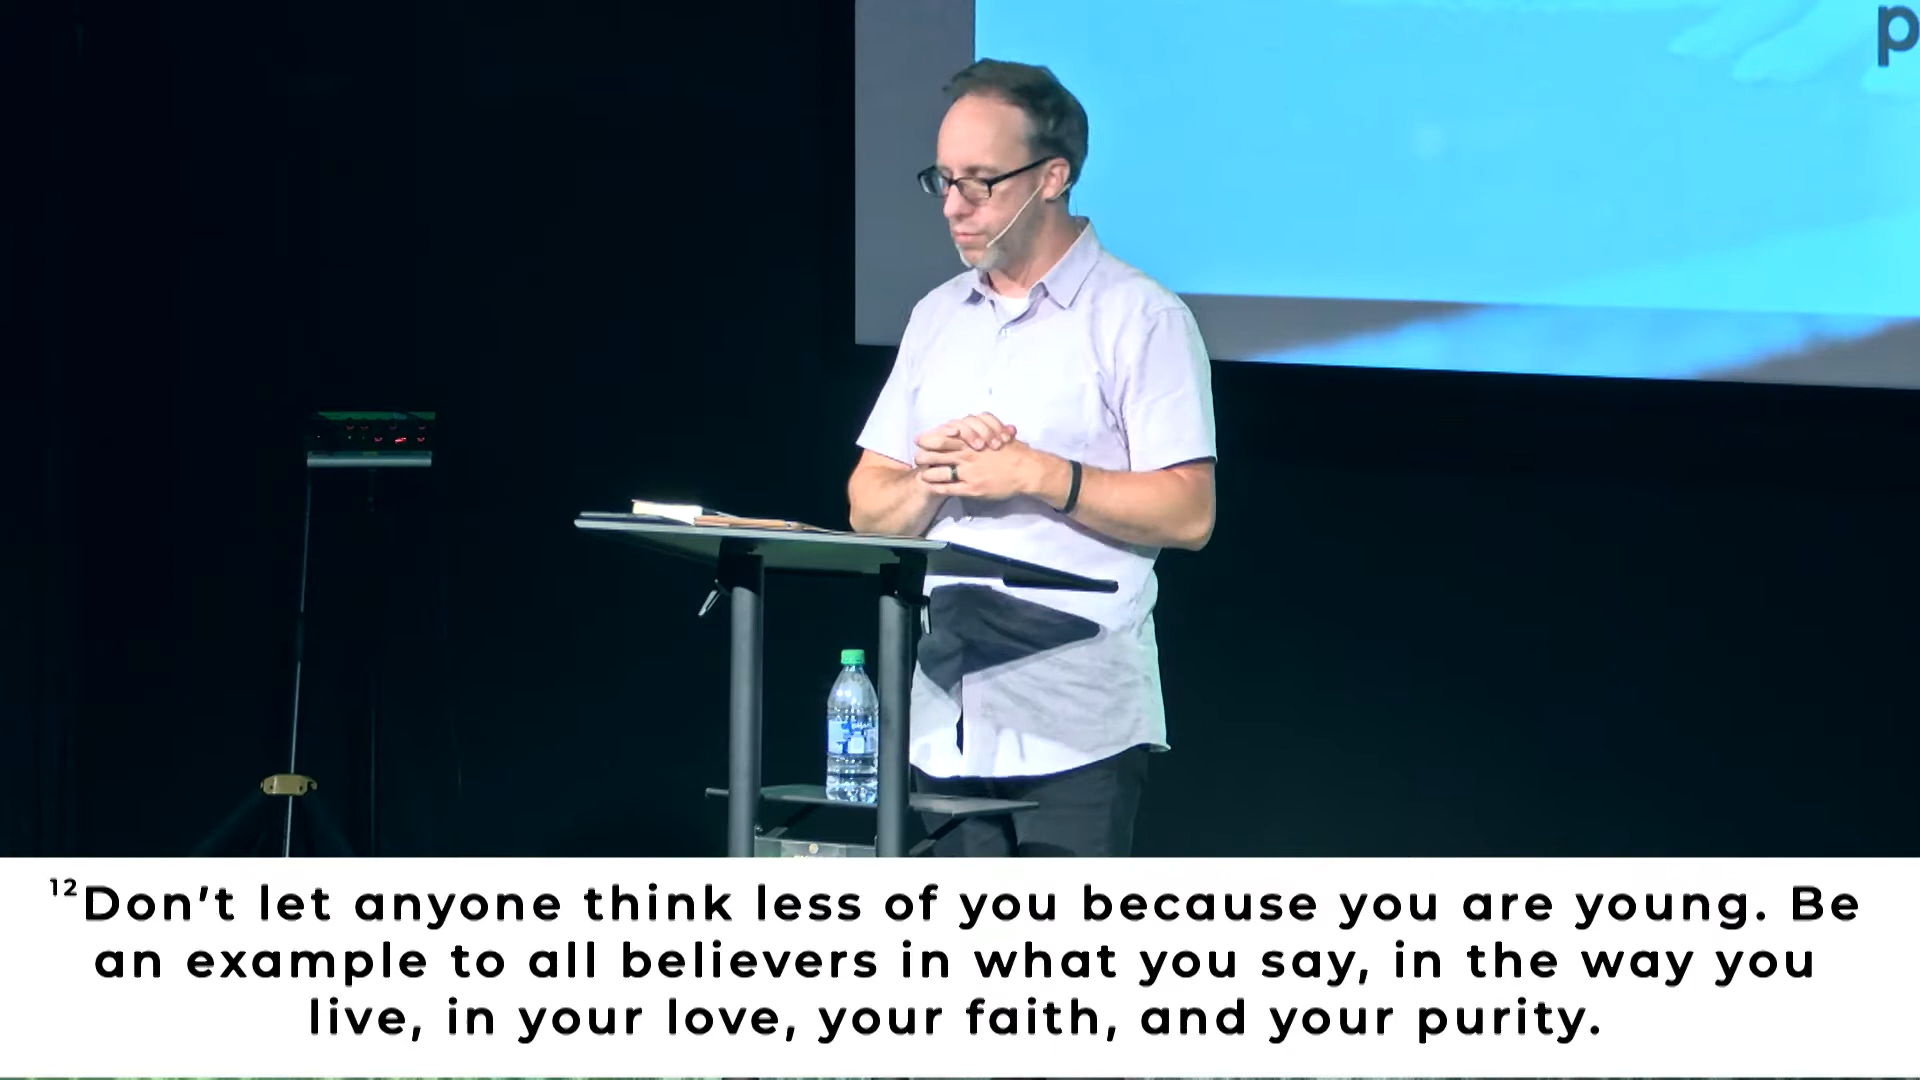 p
¹²Don't let anyone think less of you because you are young. Be
an example to all believers in what you say, in the way you
live, in your love, your faith, and your purity.